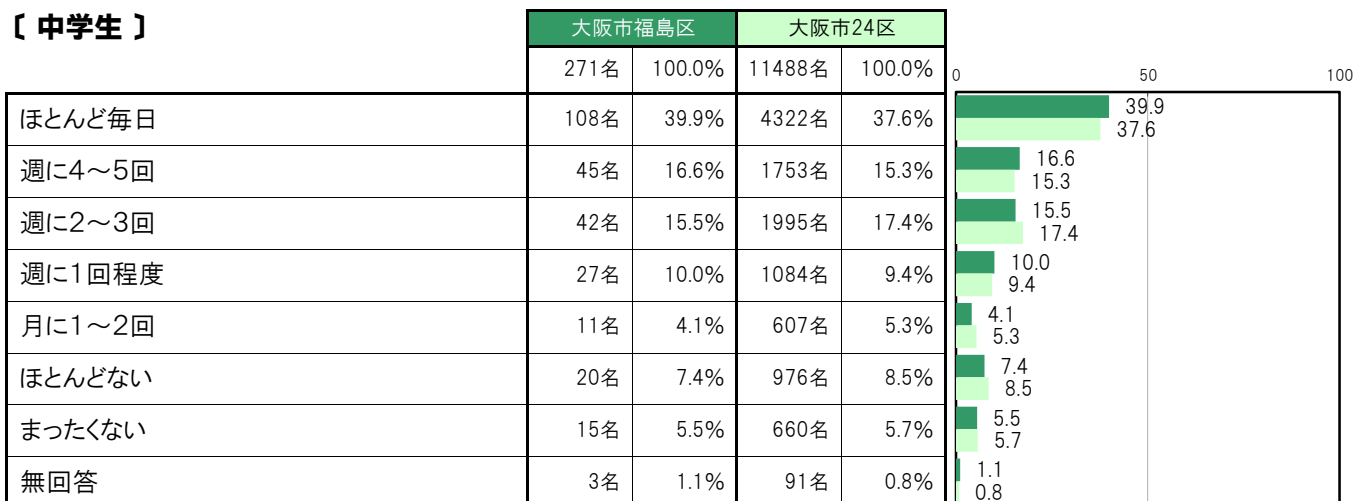 〔 中学生 〕
大阪市福島区 大阪市24区
271名 100.0% 11488名 100.0%
0 50 100
ほとんど毎日 108名 39.9% 4322名 37.6% 39.9
37.6
週に4～5回 45名 16.6% 1753名 15.3% 16.6
15.3
週に2～3回 42名 15.5% 1995名 17.4% 15.5
17.4
週に1回程度 27名 10.0% 1084名 9.4% 10.0
9.4
月に1～2回 11名 4.1% 607名 5.3% 4.1
5.3
ほとんどない 20名 7.4% 976名 8.5% 7.4
8.5
まったくない 15名 5.5% 660名 5.7% 5.5
5.7
無回答 3名 1.1% 91名 0.8% 1.1
0.8